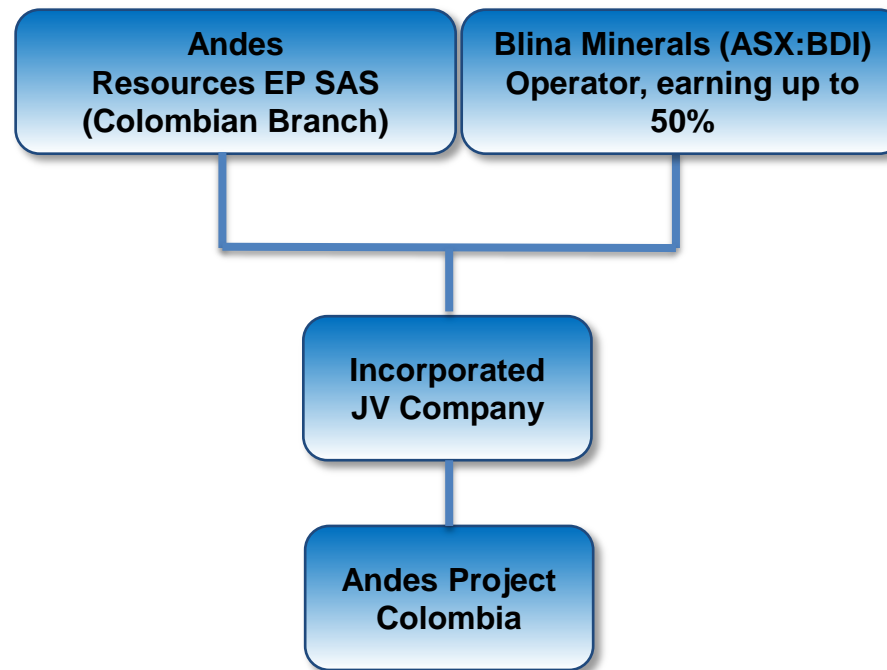 Andes
Resources EP SAS
(Colombian Branch)
Blina Minerals (ASX:BDI)
Operator, earning up to
50%
Incorporated
JV Company
Andes Project
Colombia